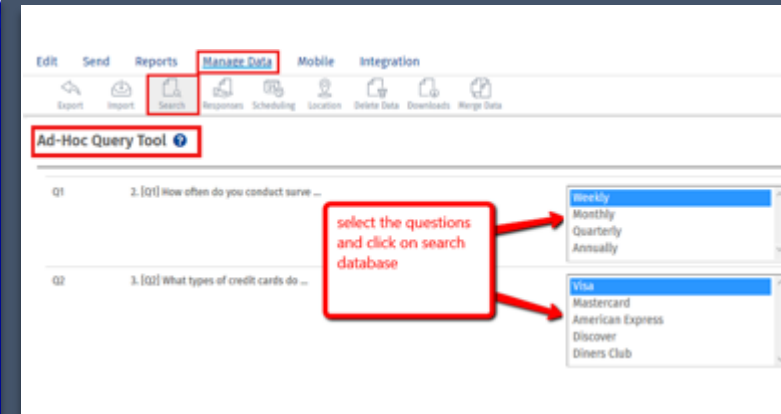 Edit Send Reports Manage Data Mobile Integration
Export Import Search Responses Scheduling Location Delete Data Downloads Merge Data
Ad-Hoc Query Tool ?
Q1 2. [Q1] How often do you conduct surve ...
Weekly
Monthly
Quarterly
Annually
select the questions
and click on search
database
Q2 3. [Q2] What types of credit cards do ...
Visa
Mastercard
American Express
Discover
Diners Club